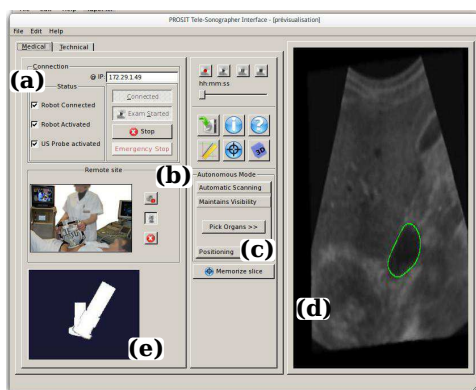 PROSIT Tele-Sonographer Interface - [prévisualisation]
File Edit Help
Medical Technical
(a)
Connection
IP: 172.29.1.49
Status
Robot Connected
Robot Activated
US Probe activated
Connected
Exam Started
Stop
Emergency Stop
hh:mm:ss
3D
(b)
Remote site
Autonomous Mode
Automatic Scanning
Maintains Visibility
Pick Organs >>
Positioning
(c)
Memorize slice
(d)
(e)